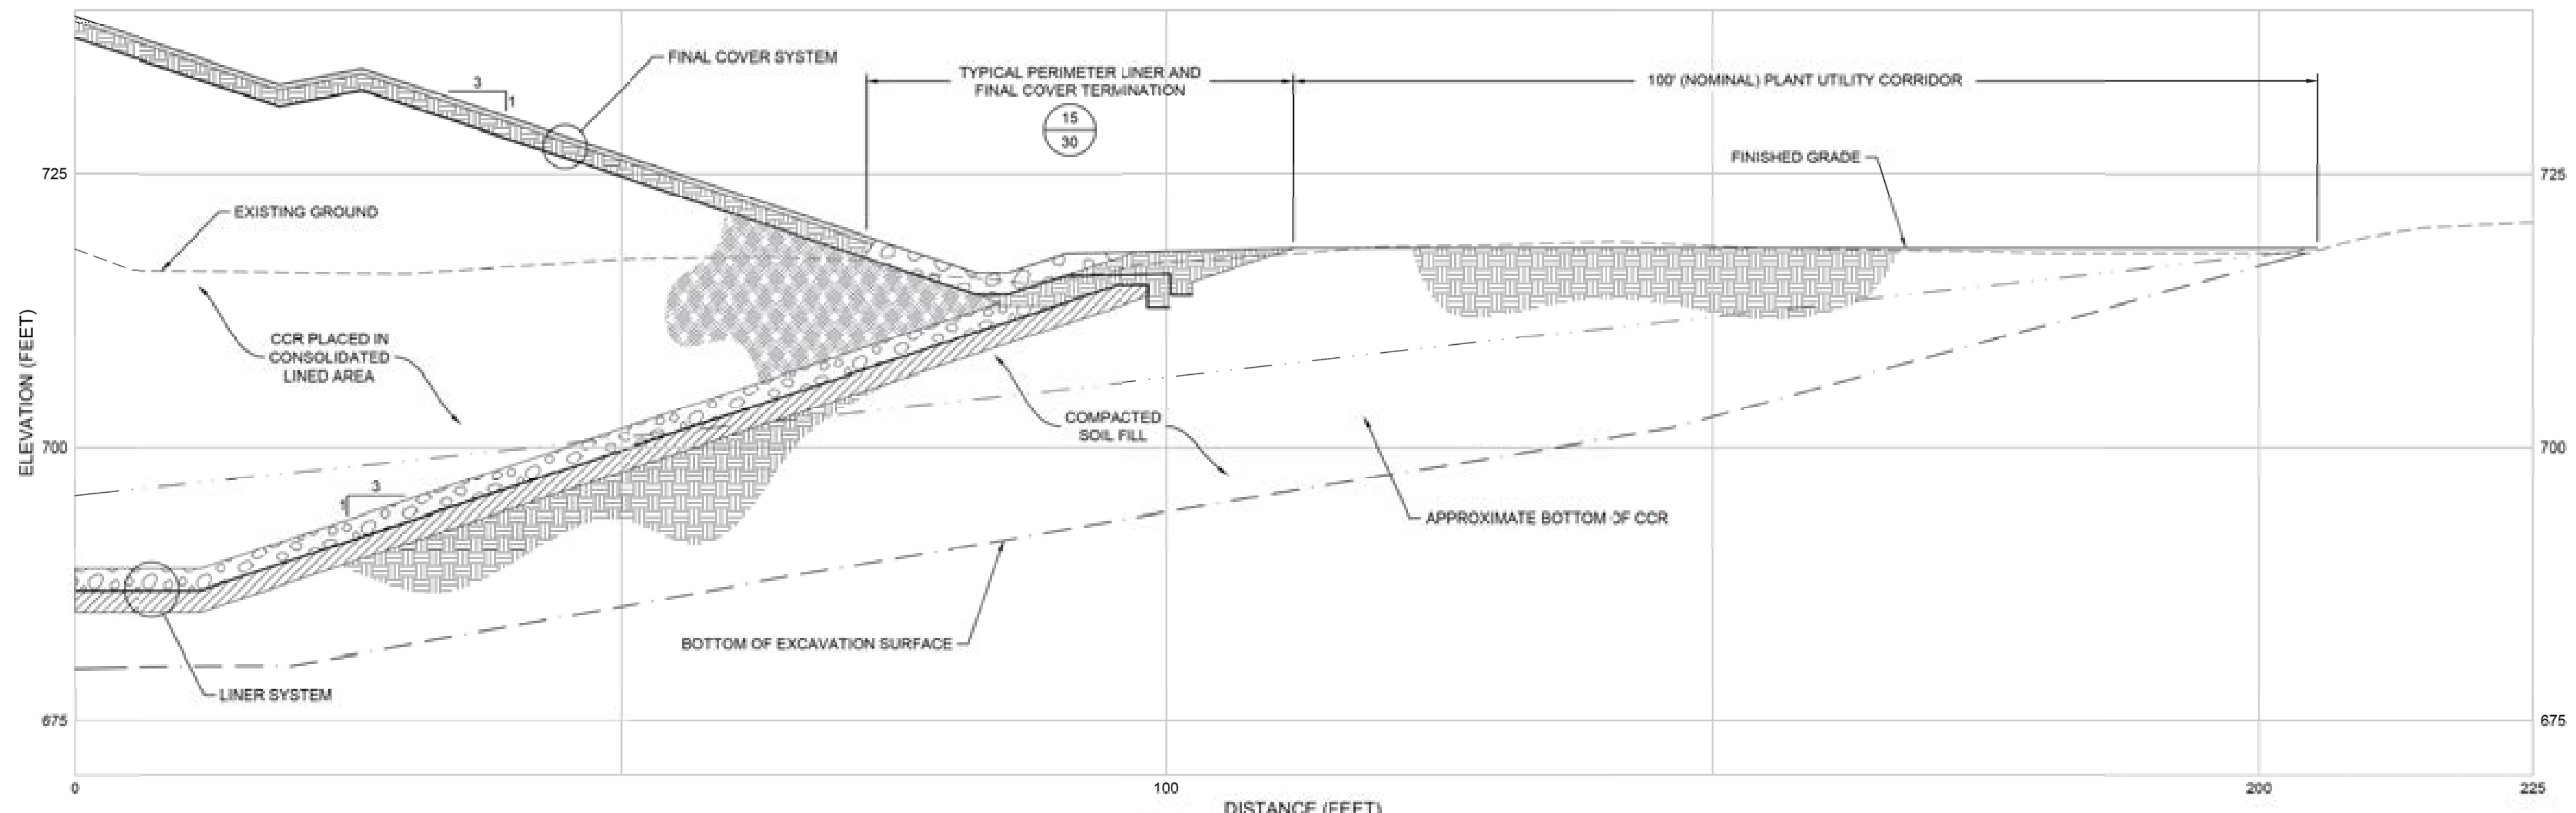 FINAL COVER SYSTEM
TYPICAL PERIMETER LINER AND
FINAL COVER TERMINATION
100' (NOMINAL) PLANT UTILITY CORRIDOR
3
1
15
30
FINISHED GRADE
725
725
EXISTING GROUND
CCR PLACED IN
CONSOLIDATED
LINED AREA
ELEVATION (FEET)
COMPACTED
SOIL FILL
700
700
3
1
APPROXIMATE BOTTOM OF CCR
BOTTOM OF EXCAVATION SURFACE
LINER SYSTEM
675
675
0
100
200
225
DISTANCE (FEET)